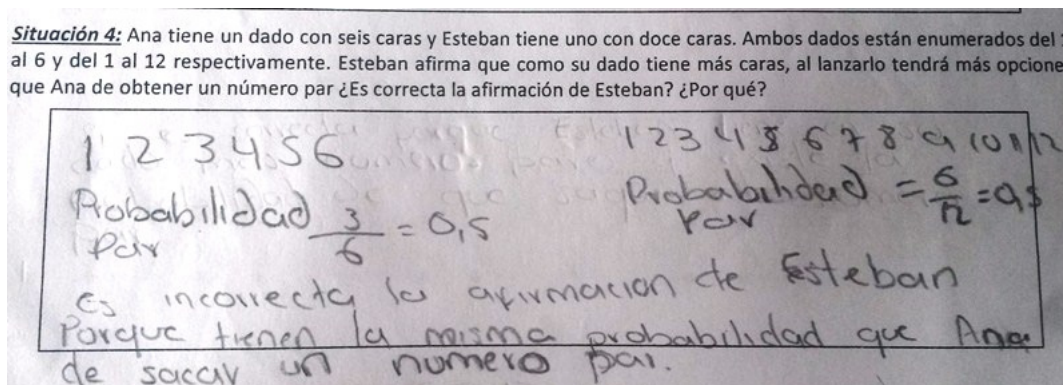 Situación 4: Ana tiene un dado con seis caras y Esteban tiene uno con doce caras. Ambos dados están enumerados del
al 6 y del 1 al 12 respectivamente. Esteban afirma que como su dado tiene más caras, al lanzarlo tendrá más opcione
que Ana de obtener un número par ¿Es correcta la afirmación de Esteban? ¿Por qué?
1 2 3 4 5 6 1 2 3 4 5 6 7 8 9 10 11 12
Probabilidad 3/6 = 0,5 Probabilidad = 6/12 = 0,5
Par Par
es incorrecta la afirmacion de Esteban
Porque tienen la misma probabilidad que Ana
de sacar un numero par.